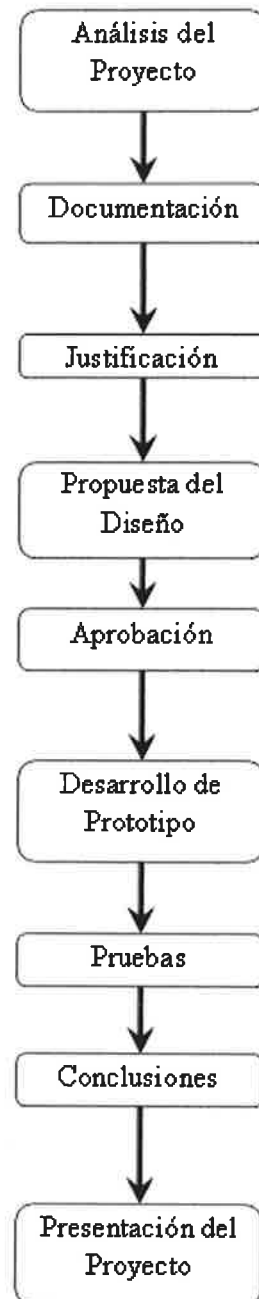 Análisis del
Proyecto
Documentación
Justificación
Propuesta del
Diseño
Aprobación
Desarrollo de
Prototipo
Pruebas
Conclusiones
Presentación del
Proyecto